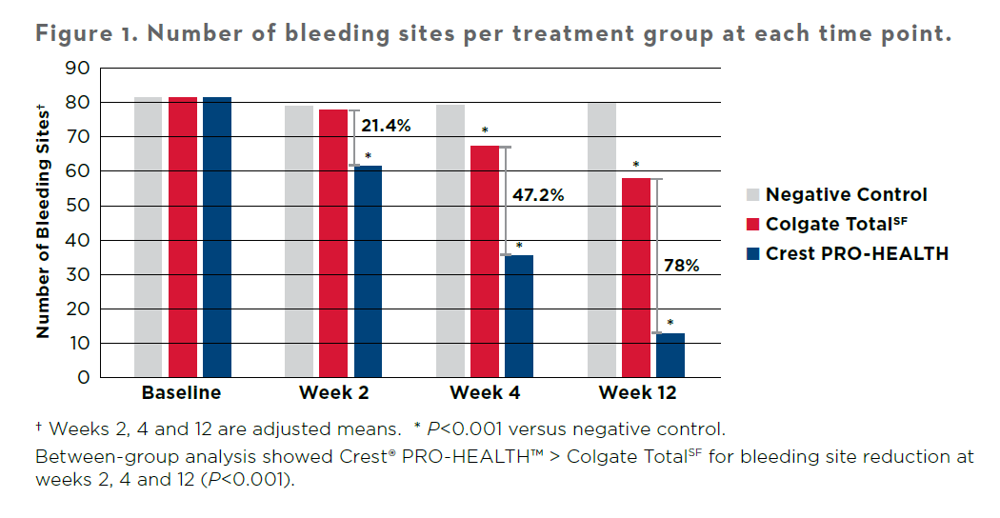 Figure 1. Number of bleeding sites per treatment group at each time point.
Number of Bleeding Sites†
90
80
70
60
50
40
30
20
10
0
21.4%
*
*
47.2%
*
*
78%
*
Baseline
Week 2
Week 4
Week 12
Negative Control
Colgate Totalˢꟳ
Crest PRO-HEALTH
† Weeks 2, 4 and 12 are adjusted means. * P<0.001 versus negative control.
Between-group analysis showed Crest® PRO-HEALTH™ > Colgate Totalˢꟳ for bleeding site reduction at
weeks 2, 4 and 12 (P<0.001).